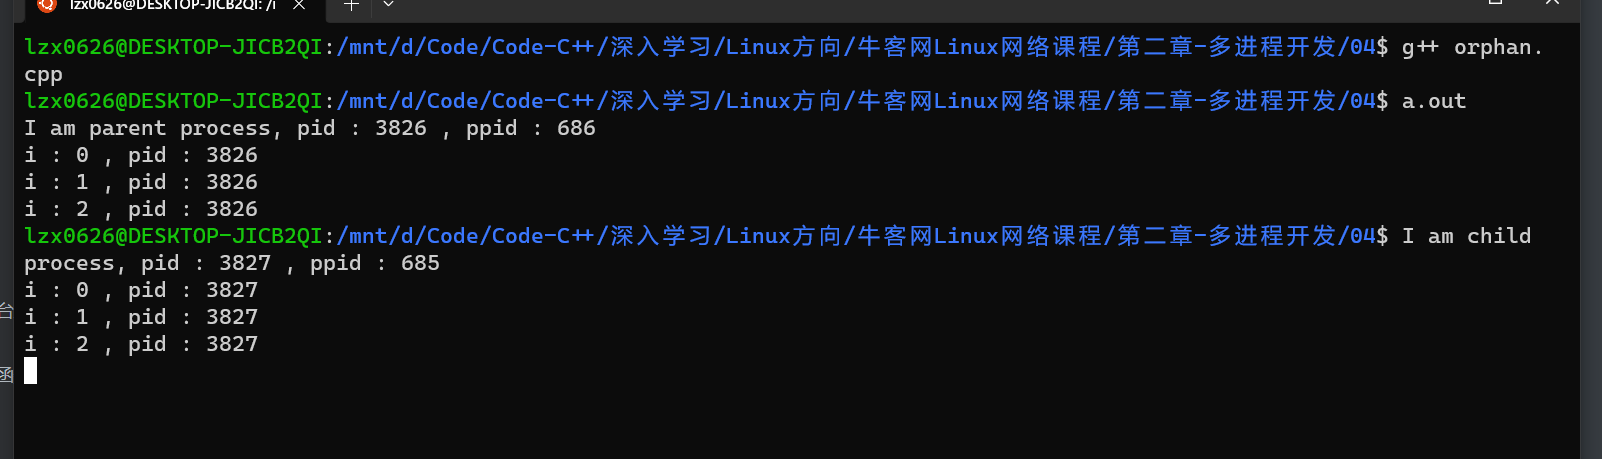 lzx0626@DESKTOP-JICB2QI: /i
lzx0626@DESKTOP-JICB2QI:/mnt/d/Code/Code-C++/深入学习/Linux方向/牛客网Linux网络课程/第二章-多进程开发/04$ g++ orphan.
cpp
lzx0626@DESKTOP-JICB2QI:/mnt/d/Code/Code-C++/深入学习/Linux方向/牛客网Linux网络课程/第二章-多进程开发/04$ a.out
I am parent process, pid : 3826 , ppid : 686
i : 0 , pid : 3826
i : 1 , pid : 3826
i : 2 , pid : 3826
lzx0626@DESKTOP-JICB2QI:/mnt/d/Code/Code-C++/深入学习/Linux方向/牛客网Linux网络课程/第二章-多进程开发/04$ I am child
process, pid : 3827 , ppid : 685
i : 0 , pid : 3827
i : 1 , pid : 3827
i : 2 , pid : 3827
台
函